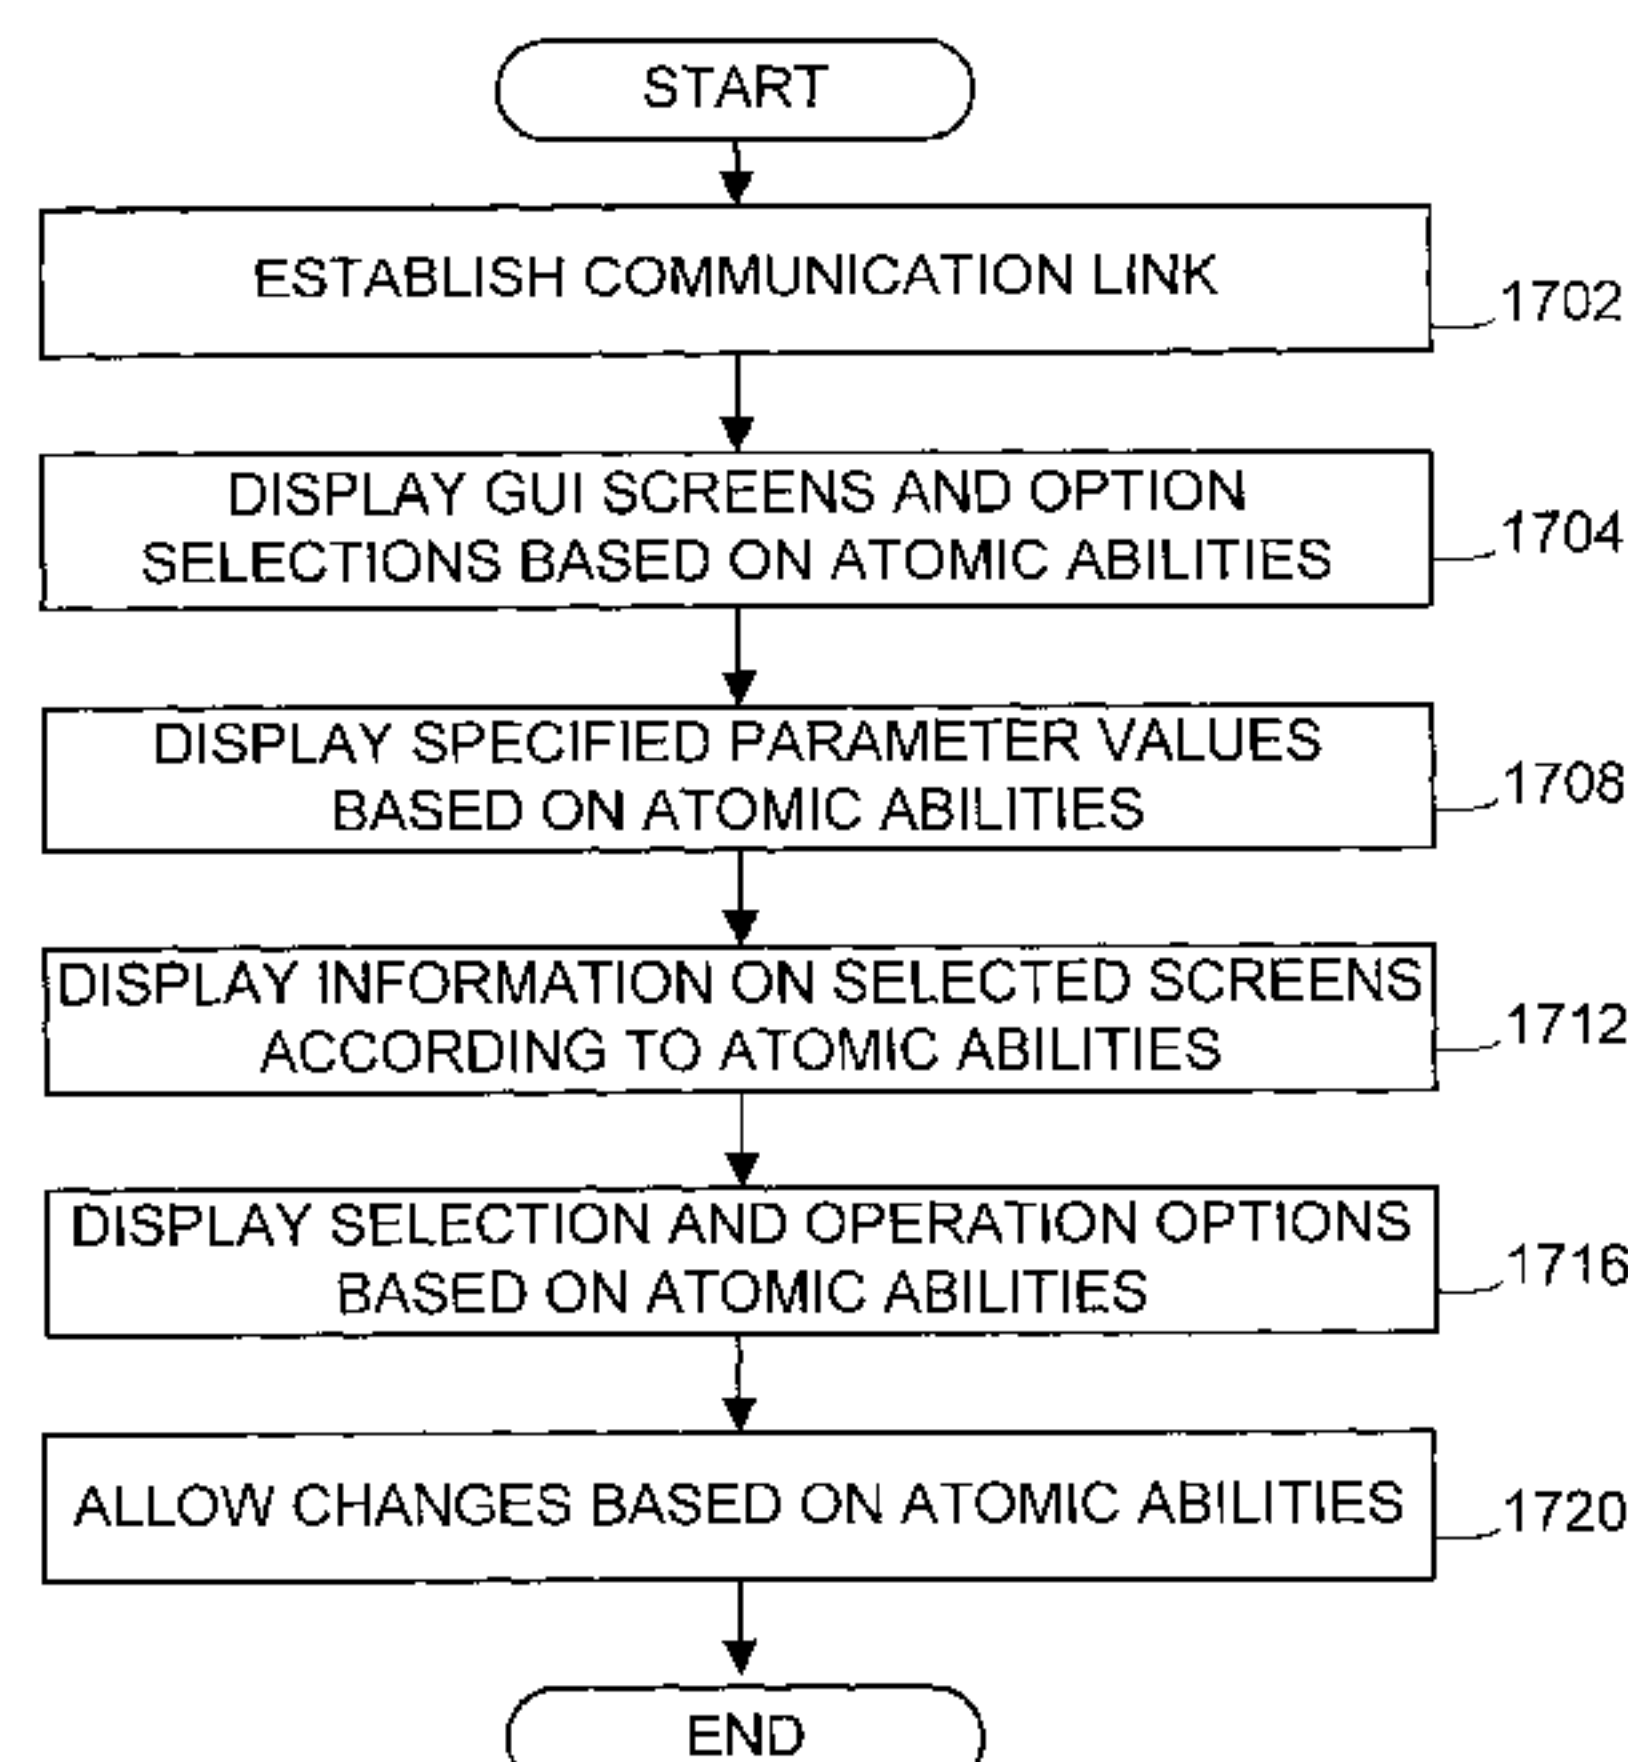 START
ESTABLISH COMMUNICATION LINK
1702
DISPLAY GUI SCREENS AND OPTION
SELECTIONS BASED ON ATOMIC ABILITIES
1704
DISPLAY SPECIFIED PARAMETER VALUES
BASED ON ATOMIC ABILITIES
1708
DISPLAY INFORMATION ON SELECTED SCREENS
ACCORDING TO ATOMIC ABILITIES
1712
DISPLAY SELECTION AND OPERATION OPTIONS
BASED ON ATOMIC ABILITIES
1716
ALLOW CHANGES BASED ON ATOMIC ABILITIES
1720
END